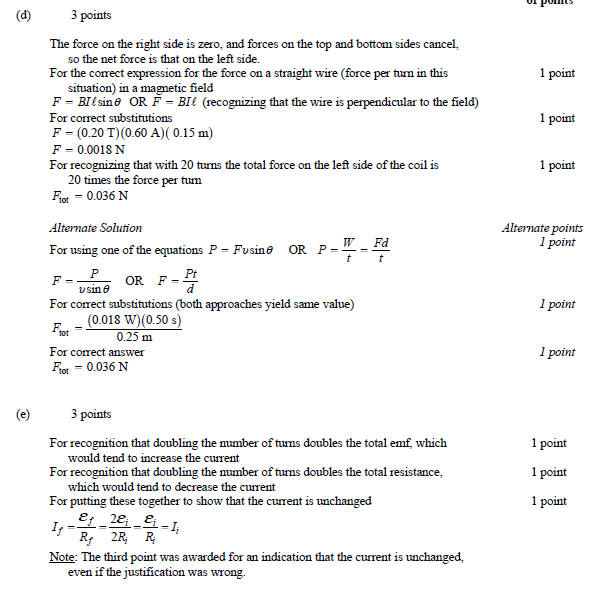 of points
(d) 3 points
The force on the right side is zero, and forces on the top and bottom sides cancel,
so the net force is that on the left side.
For the correct expression for the force on a straight wire (force per turn in this 1 point
situation) in a magnetic field
F = BIℓ sin θ OR F = BIℓ (recognizing that the wire is perpendicular to the field)
For correct substitutions 1 point
F = (0.20 T)(0.60 A)( 0.15 m)
F = 0.0018 N
For recognizing that with 20 turns the total force on the left side of the coil is 1 point
20 times the force per turn
F_tot = 0.036 N
Alternate Solution Alternate points
For using one of the equations P = Fυ sin θ OR P = W/t = Fd/t 1 point
F = P/(υ sin θ) OR F = Pt/d
For correct substitutions (both approaches yield same value) 1 point
F_tot = (0.018 W)(0.50 s)/0.25 m
For correct answer 1 point
F_tot = 0.036 N
(e) 3 points
For recognition that doubling the number of turns doubles the total emf, which 1 point
would tend to increase the current
For recognition that doubling the number of turns doubles the total resistance, 1 point
which would tend to decrease the current
For putting these together to show that the current is unchanged 1 point
I_f = ε_f/R_f = 2ε_i/2R_i = ε_i/R_i = I_i
Note: The third point was awarded for an indication that the current is unchanged,
even if the justification was wrong.